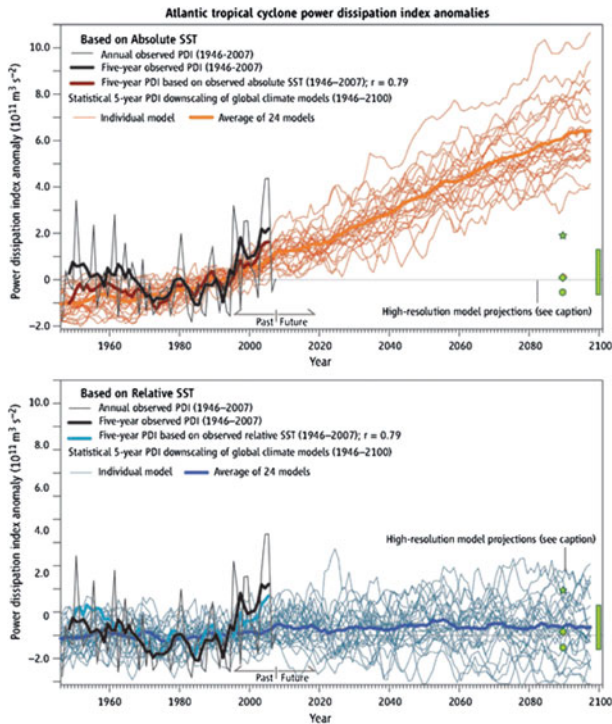 Atlantic tropical cyclone power dissipation index anomalies
Power dissipation index anomaly (10¹¹ m³ s⁻²)
10.0
8.0
6.0
4.0
2.0
0
−2.0
Based on Absolute SST
Annual observed PDI (1946-2007)
Five-year observed PDI (1946-2007)
Five-year PDI based on observed absolute SST (1946–2007); r = 0.79
Statistical 5-year PDI downscaling of global climate models (1946–2100)
Individual model Average of 24 models
High-resolution model projections (see caption)
Past Future
1960 1980 2000 2020 2040 2060 2080 2100
Year
Power dissipation index anomaly (10¹¹ m³ s⁻²)
10.0
8.0
6.0
4.0
2.0
0
−2.0
Based on Relative SST
Annual observed PDI (1946–2007)
Five-year observed PDI (1946–2007)
Five-year PDI based on observed relative SST (1946–2007); r = 0.79
Statistical 5-year PDI downscaling of global climate models (1946–2100)
Individual model Average of 24 models
High-resolution model projections (see caption)
Past Future
1960 1980 2000 2020 2040 2060 2080 2100
Year